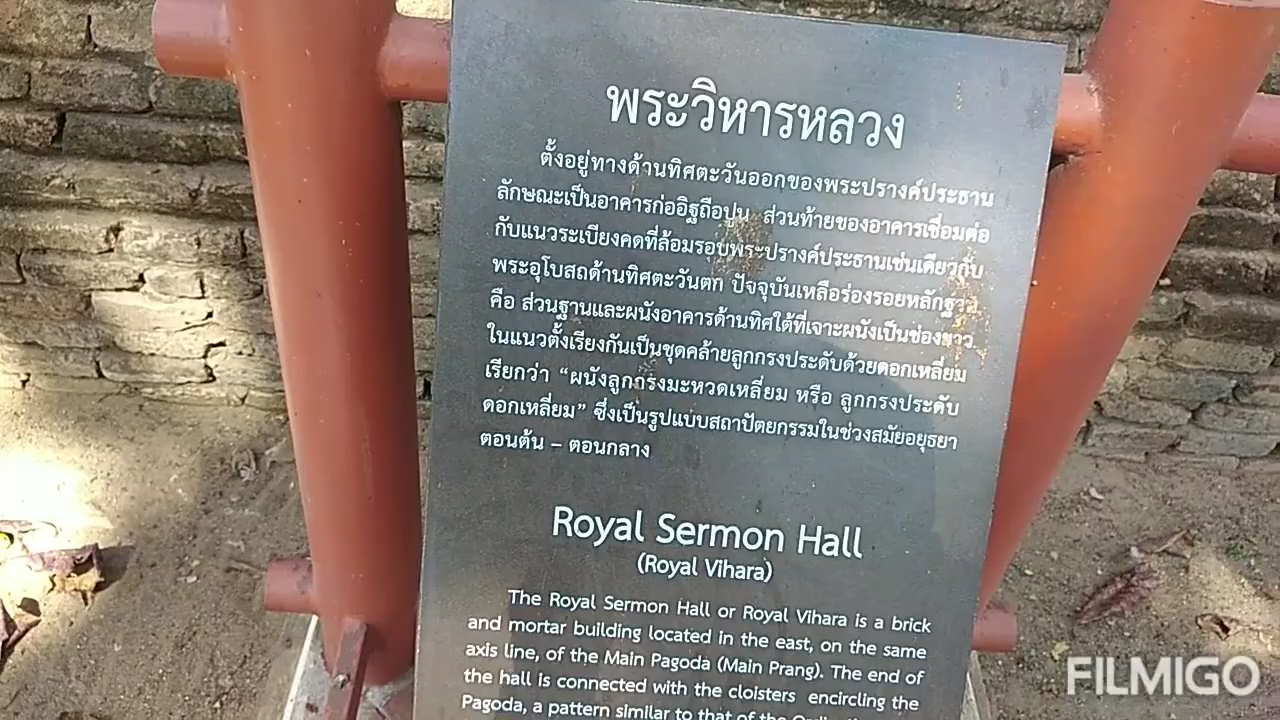 พระวิหารหลวง
ตั้งอยู่ทางด้านทิศตะวันออกของพระปรางค์ประธาน
ลักษณะเป็นอาคารก่ออิฐถือปูน ส่วนท้ายของอาคารเชื่อมต่อ
กับแนวระเบียงคดที่ล้อมรอบพระปรางค์ประธานเช่นเดียวกับ
พระอุโบสถด้านทิศตะวันตก ปัจจุบันเหลือร่องรอยหลักฐาน
คือ ส่วนฐานและผนังอาคารด้านทิศใต้ที่เจาะผนังเป็นช่องยาว
ในแนวตั้งเรียงกันเป็นชุดคล้ายลูกกรงประดับด้วยดอกเหลี่ยม
เรียกว่า “ผนังลูกกรงมะหวดเหลี่ยม หรือ ลูกกรงประดับ
ดอกเหลี่ยม” ซึ่งเป็นรูปแบบสถาปัตยกรรมในช่วงสมัยอยุธยา
ตอนต้น – ตอนกลาง
Royal Sermon Hall
(Royal Vihara)
The Royal Sermon Hall or Royal Vihara is a brick
and mortar building located in the east, on the same
axis line, of the Main Pagoda (Main Prang). The end of
the hall is connected with the cloisters encircling the
Pagoda, a pattern similar to that of the
FILMIGO